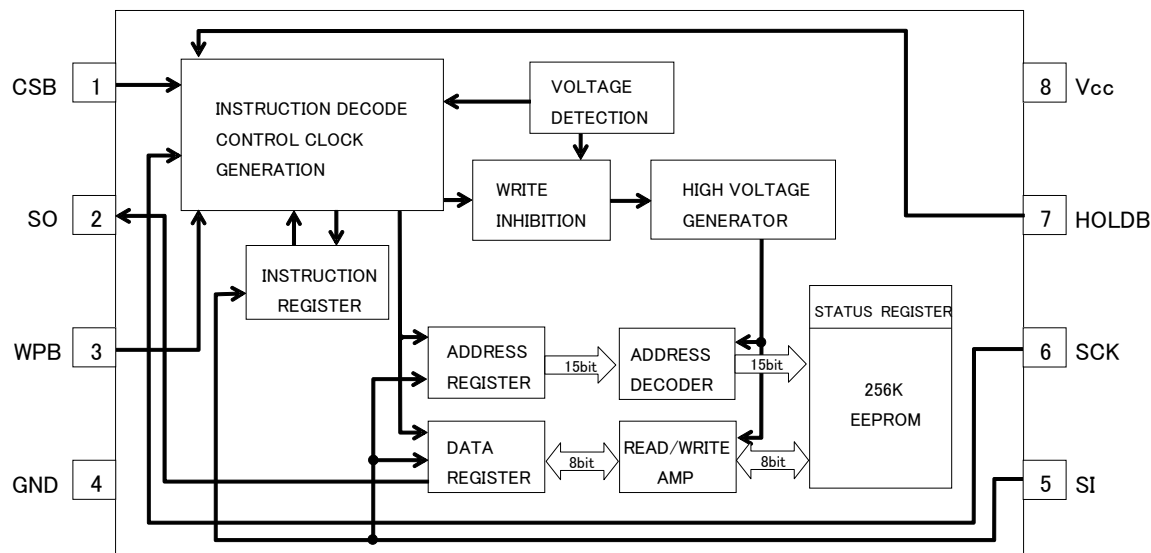 CSB
1
SO
2
WPB
3
GND
4
INSTRUCTION DECODE
CONTROL CLOCK
GENERATION
VOLTAGE
DETECTION
WRITE
INHIBITION
HIGH VOLTAGE
GENERATOR
INSTRUCTION
REGISTER
ADDRESS
REGISTER
15bit
ADDRESS
DECODER
15bit
DATA
REGISTER
8bit
READ/WRITE
AMP
8bit
STATUS REGISTER
256K
EEPROM
8
Vcc
7
HOLDB
6
SCK
5
SI